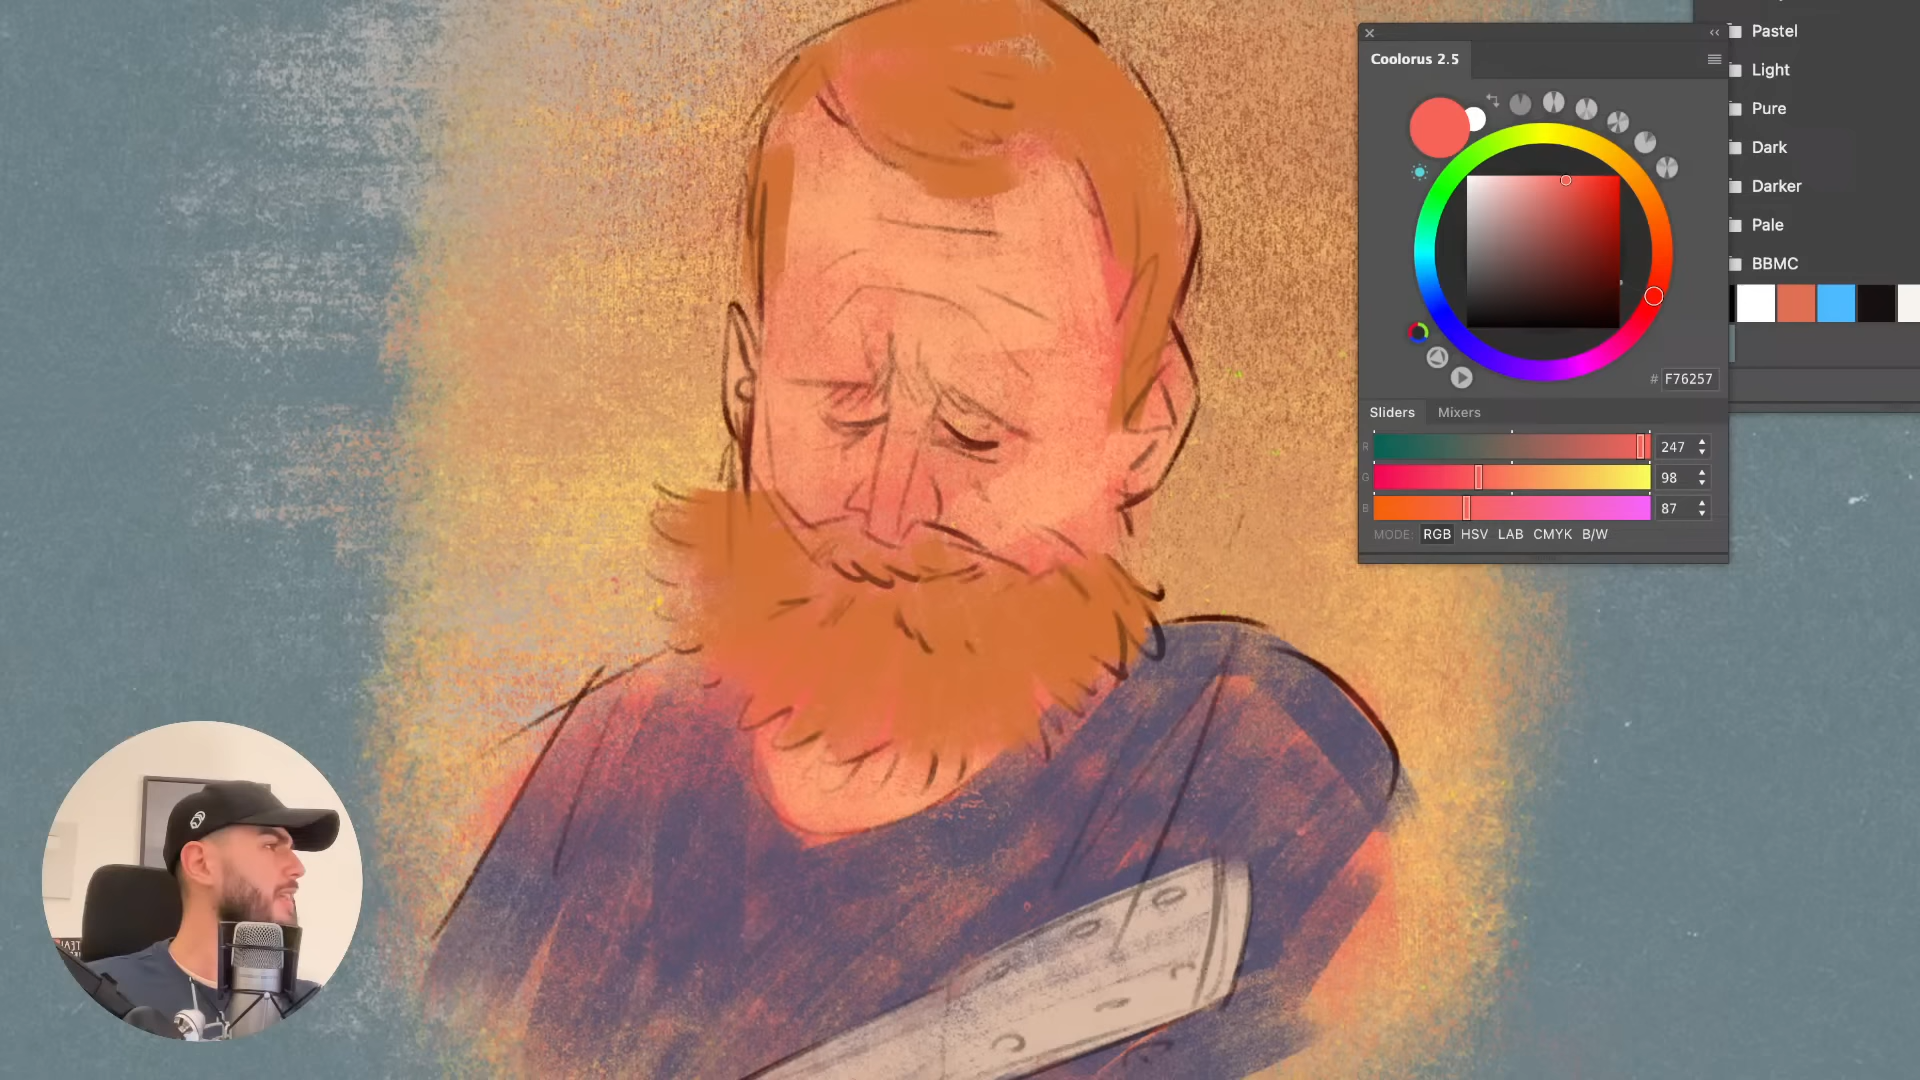 Pastel
Light
Pure
Dark
Darker
Pale
BBMC
Coolorus 2.5
# F76257
Sliders Mixers
R 247
G 98
B 87
MODE: RGB HSV LAB CMYK B/W